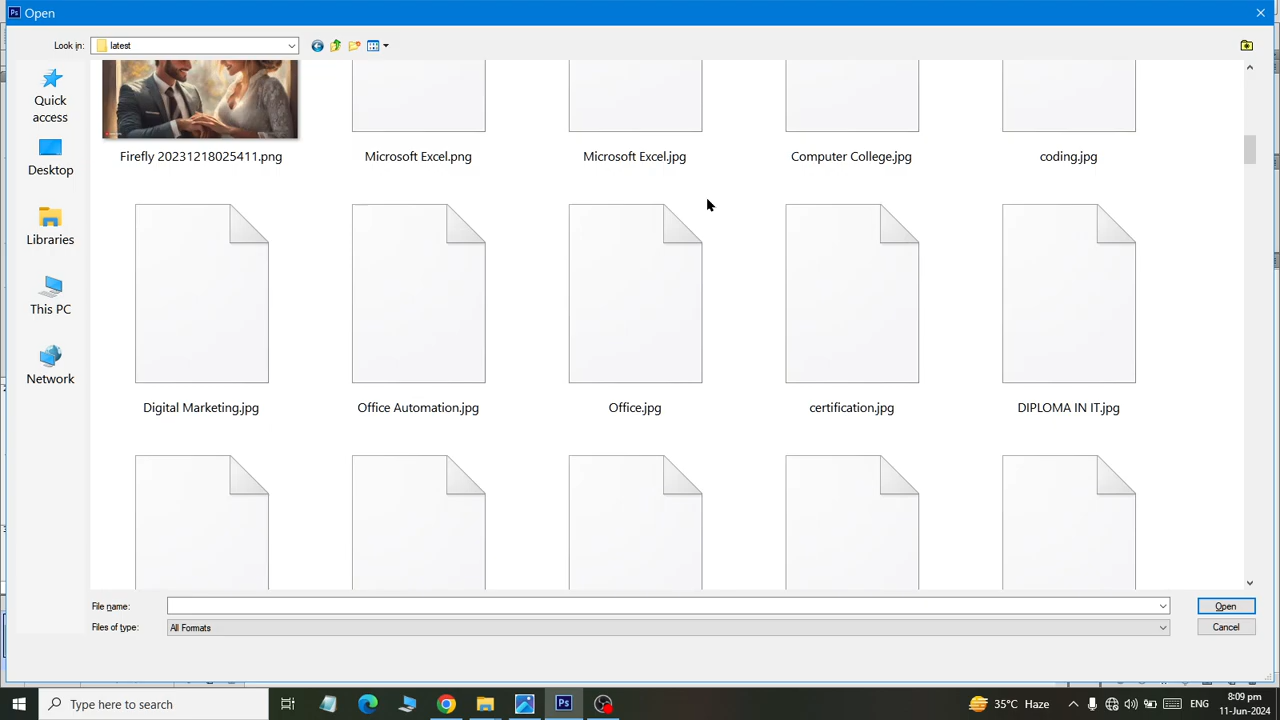 Ps Open
Look in: latest
Quick access
Desktop
Libraries
This PC
Network
Firefly 20231218025411.png
Microsoft Excel.png
Microsoft Excel.jpg
Computer College.jpg
coding.jpg
Digital Marketing.jpg
Office Automation.jpg
Office.jpg
certification.jpg
DIPLOMA IN IT.jpg
File name:
Open
Files of type: All Formats
Cancel
Type here to search
Ps
35°C Haze
ENG
8:09 pm
11-Jun-2024